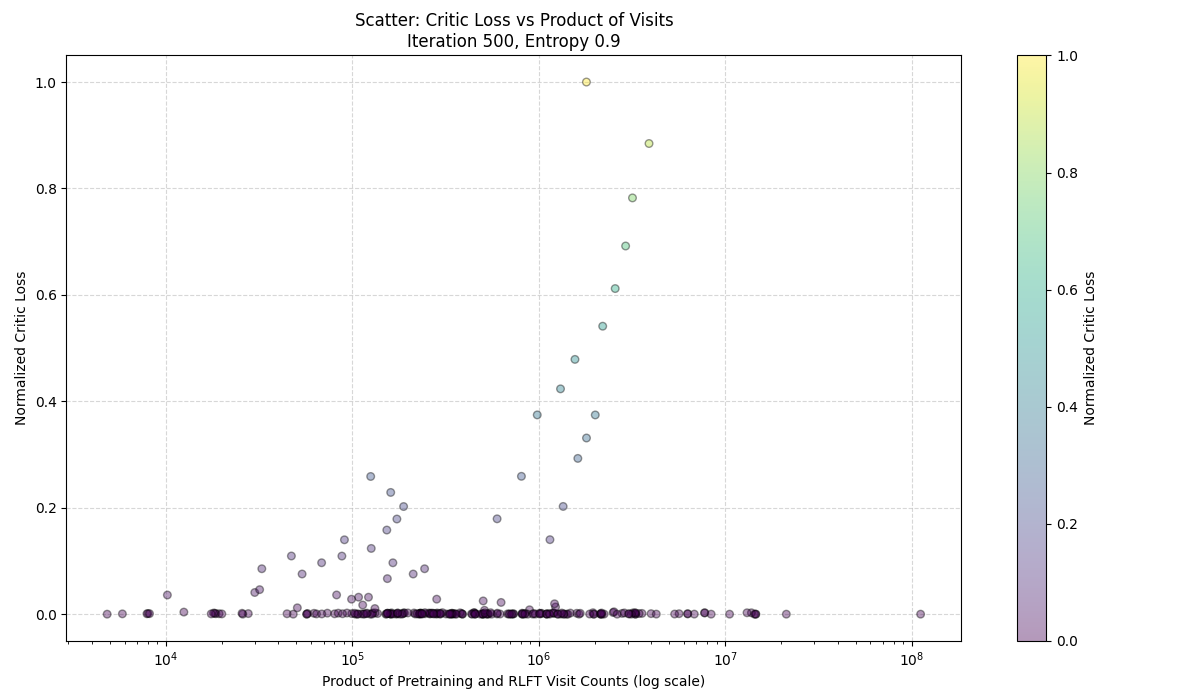 Scatter: Critic Loss vs Product of Visits
Iteration 500, Entropy 0.9
Normalized Critic Loss
1.0
0.8
0.6
0.4
0.2
0.0
10⁴ 10⁵ 10⁶ 10⁷ 10⁸
Product of Pretraining and RLFT Visit Counts (log scale)
1.0
0.8
0.6
0.4
0.2
0.0
Normalized Critic Loss